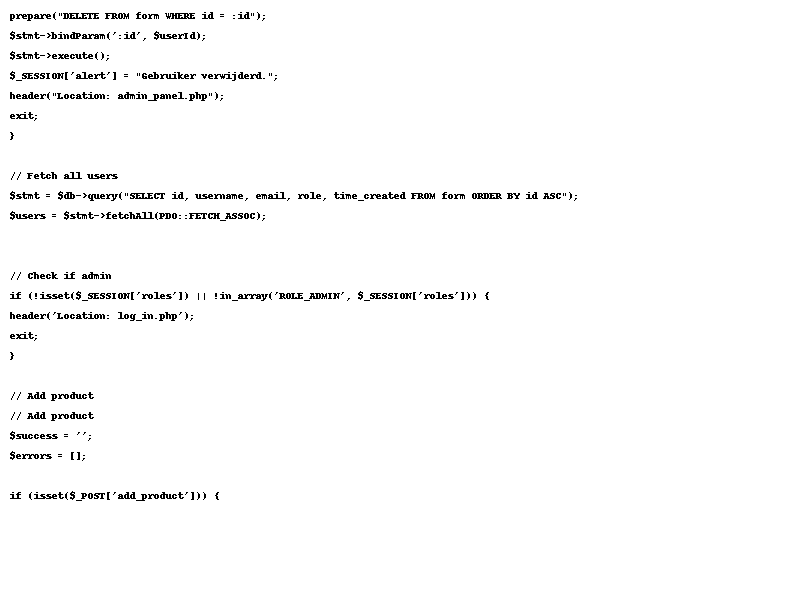 prepare("DELETE FROM form WHERE id = :id");
$stmt->bindParam(':id', $userId);
$stmt->execute();
$_SESSION['alert'] = "Gebruiker verwijderd.";
header("Location: admin_panel.php");
exit;
}
// Fetch all users
$stmt = $db->query("SELECT id, username, email, role, time_created FROM form ORDER BY id ASC");
$users = $stmt->fetchAll(PDO::FETCH_ASSOC);
// Check if admin
if (!isset($_SESSION['roles']) || !in_array('ROLE_ADMIN', $_SESSION['roles'])) {
header('Location: log_in.php');
exit;
}
// Add product
// Add product
$success = '';
$errors = [];
if (isset($_POST['add_product'])) {